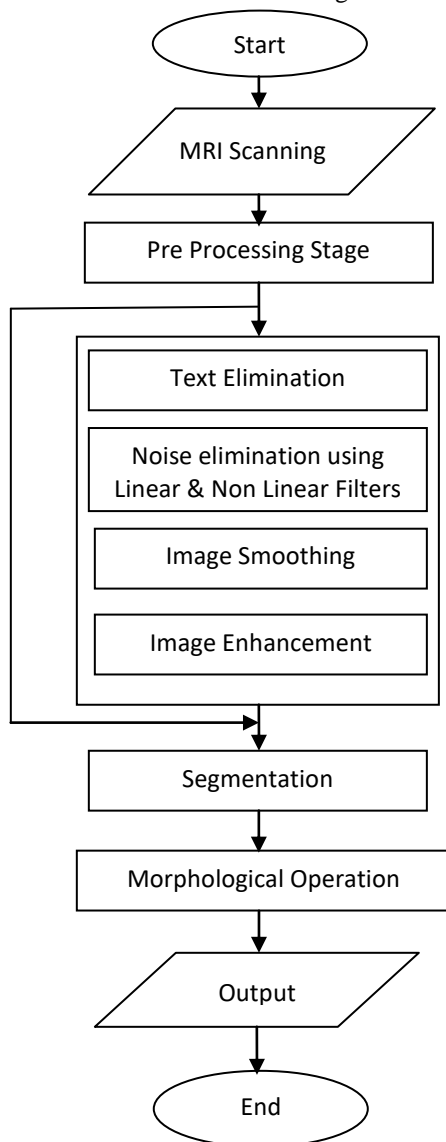 Start
MRI Scanning
Pre Processing Stage
Text Elimination
Noise elimination using
Linear & Non Linear Filters
Image Smoothing
Image Enhancement
Segmentation
Morphological Operation
Output
End